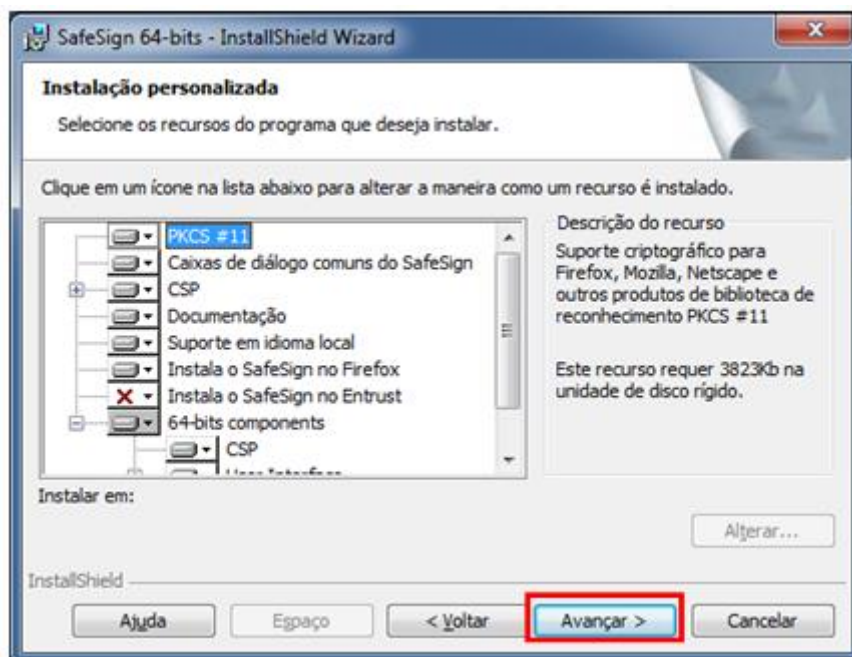 SafeSign 64-bits - InstallShield Wizard
Instalação personalizada
Selecione os recursos do programa que deseja instalar.
Clique em um ícone na lista abaixo para alterar a maneira como um recurso é instalado.
PKCS #11
Caixas de diálogo comuns do SafeSign
CSP
Documentação
Suporte em idioma local
Instala o SafeSign no Firefox
Instala o SafeSign no Entrust
64-bits components
CSP
User Interface
Descrição do recurso
Suporte criptográfico para
Firefox, Mozilla, Netscape e
outros produtos de biblioteca de
reconhecimento PKCS #11
Este recurso requer 3823Kb na
unidade de disco rígido.
Instalar em:
Alterar...
InstallShield
Ajuda
Espaço
< Voltar
Avançar >
Cancelar